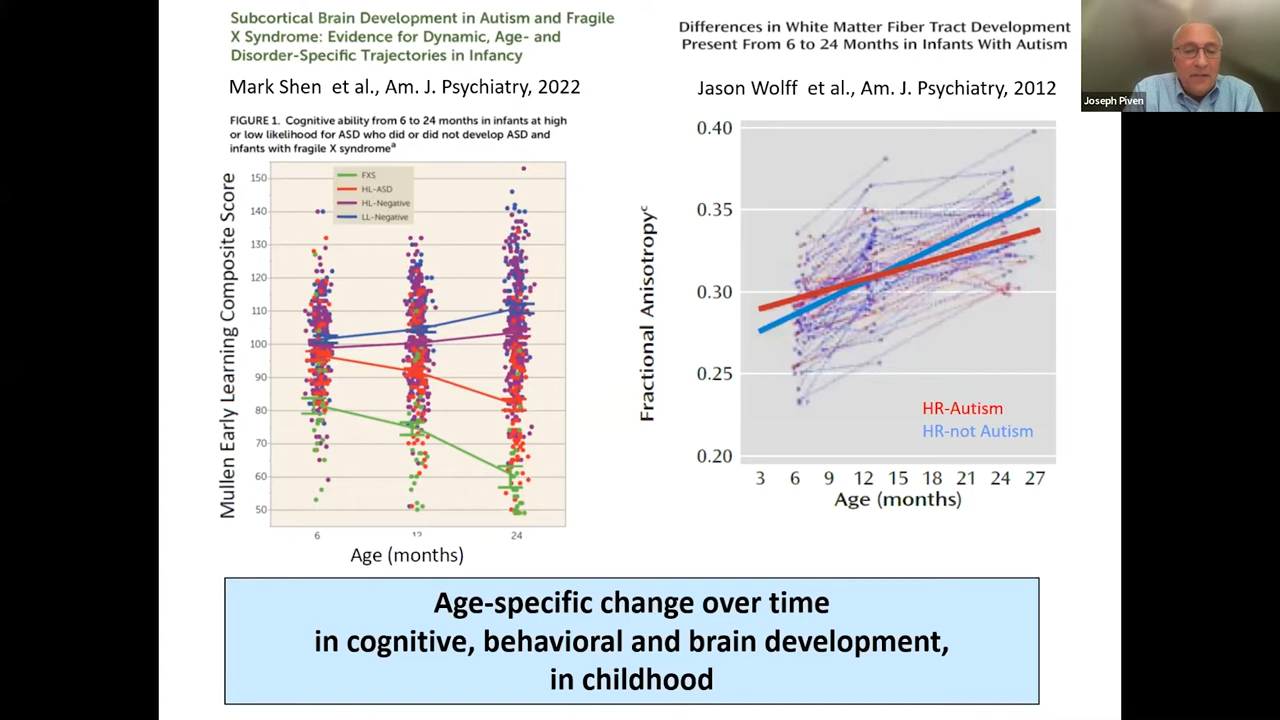 Subcortical Brain Development in Autism and Fragile
X Syndrome: Evidence for Dynamic, Age- and
Disorder-Specific Trajectories in Infancy
Mark Shen et al., Am. J. Psychiatry, 2022
FIGURE 1. Cognitive ability from 6 to 24 months in infants at high
or low likelihood for ASD who did or did not develop ASD and
infants with fragile X syndromea
Mullen Early Learning Composite Score
150
140
130
120
110
100
90
80
70
60
50
FXS
HL-ASD
HL-Negative
LL-Negative
6
12
24
Age (months)
Differences in White Matter Fiber Tract Development
Present From 6 to 24 Months in Infants With Autism
Jason Wolff et al., Am. J. Psychiatry, 2012
Fractional Anisotropyc
0.40
0.35
0.30
0.25
0.20
HR-Autism
HR-not Autism
3 6 9 12 15 18 21 24 27
Age (months)
Joseph Piven
Age-specific change over time
in cognitive, behavioral and brain development,
in childhood